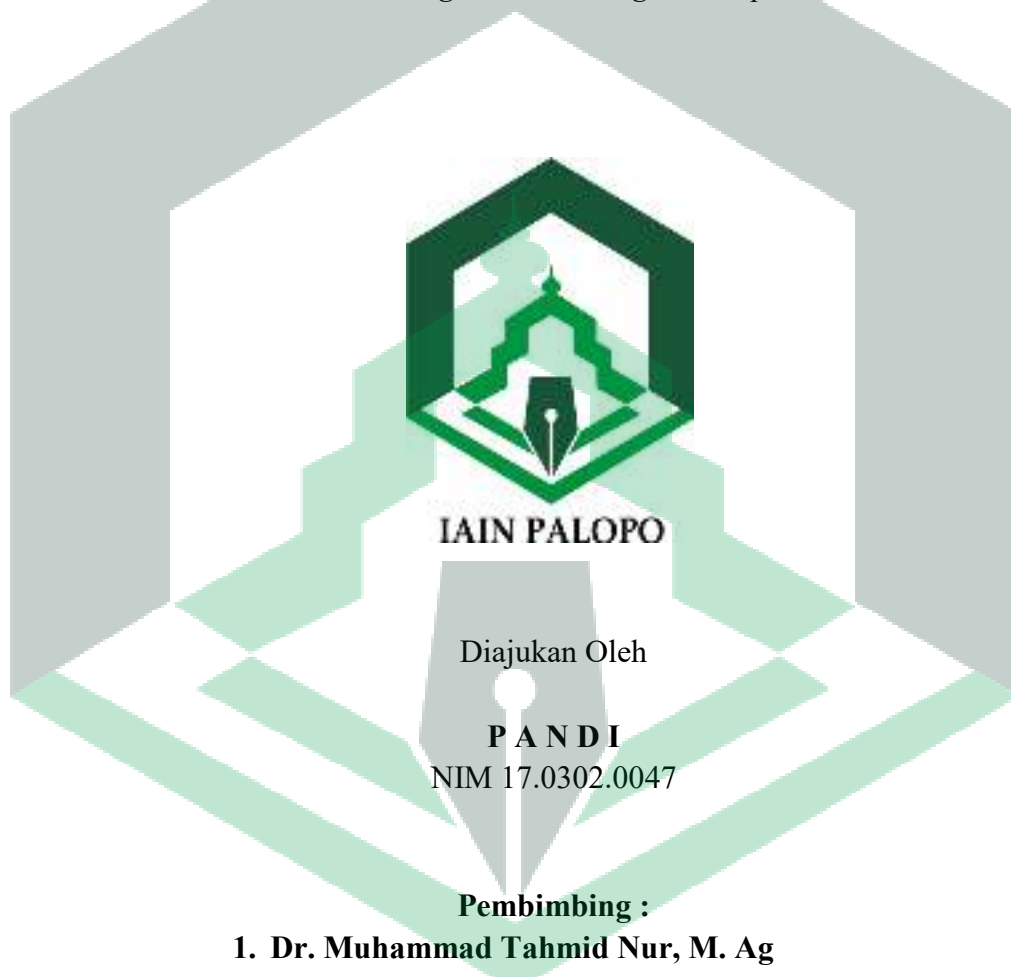 IAIN PALOPO
Diajukan Oleh
P A N D I
NIM 17.0302.0047
Pembimbing :
1. Dr. Muhammad Tahmid Nur, M. Ag